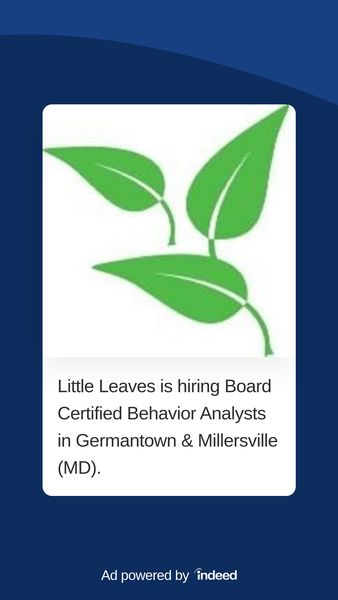 Little Leaves is hiring Board
Certified Behavior Analysts
in Germantown & Millersville
(MD).
Ad powered by indeed